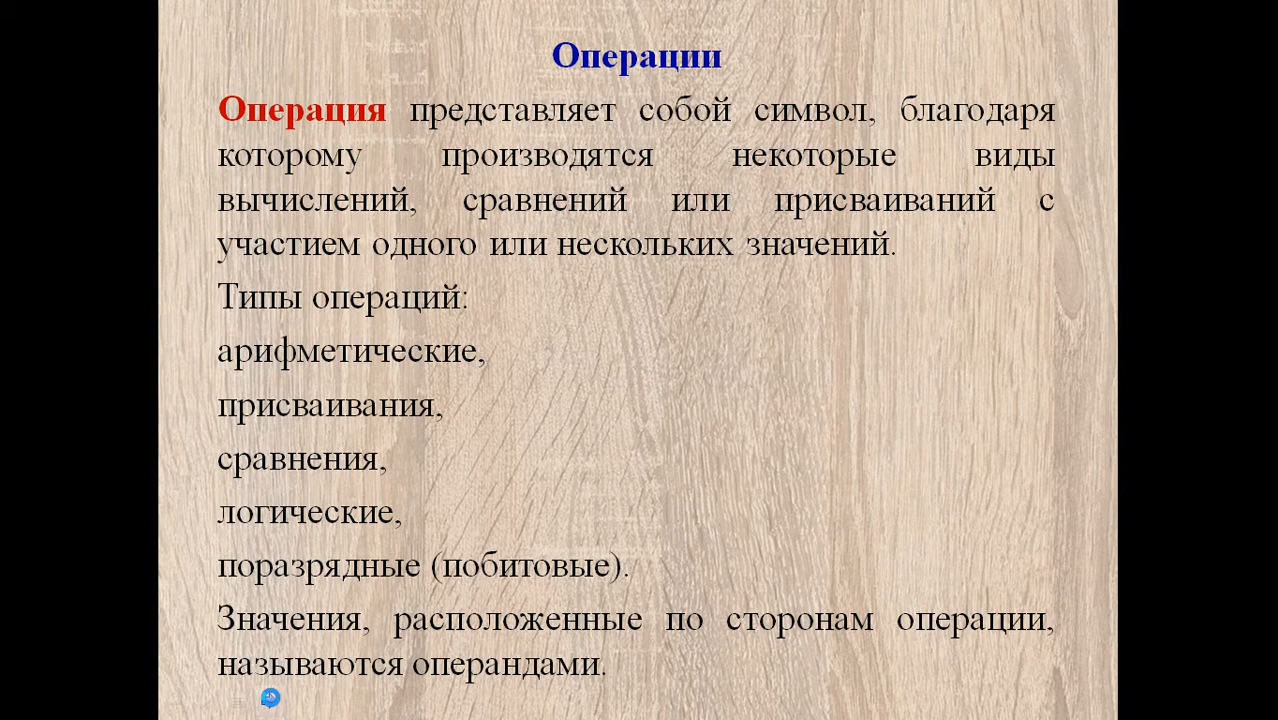 Операции
Операция представляет собой символ, благодаря
которому производятся некоторые виды
вычислений, сравнений или присваиваний с
участием одного или нескольких значений.
Типы операций:
арифметические,
присваивания,
сравнения,
логические,
поразрядные (побитовые).
Значения, расположенные по сторонам операции,
называются операндами.